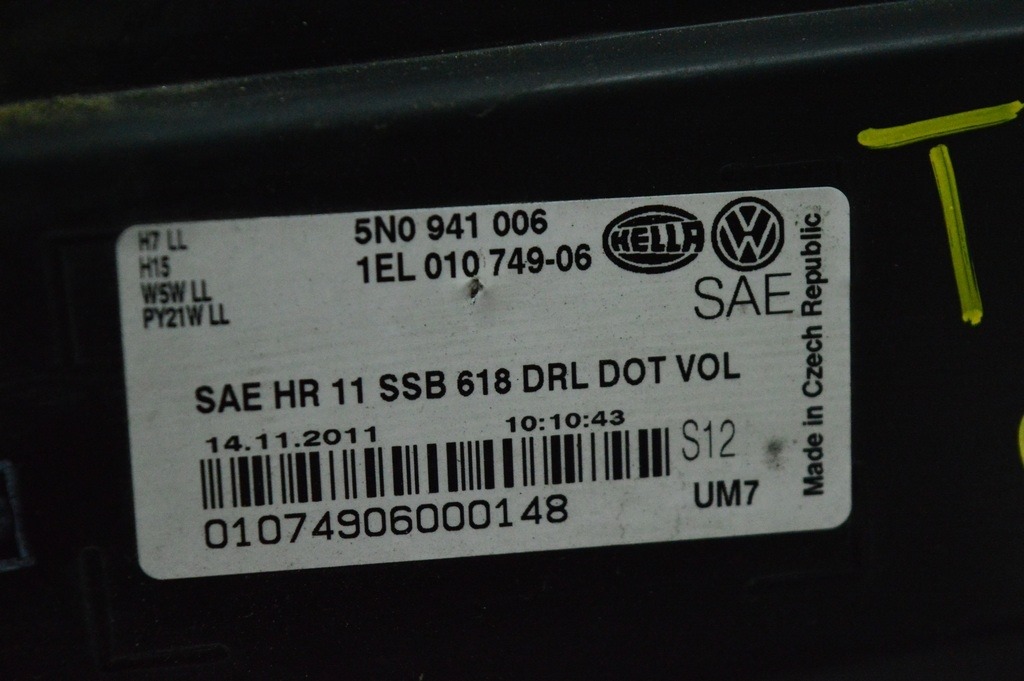 H7 LL
H15
W5W LL
PY21W LL
5N0 941 006
1EL 010 749-06
HELLA
VW
SAE
Made in Czech Republic
SAE HR 11 SSB 618 DRL DOT VOL
14.11.2011 10:10:43
S12
UM7
01074906000148
T